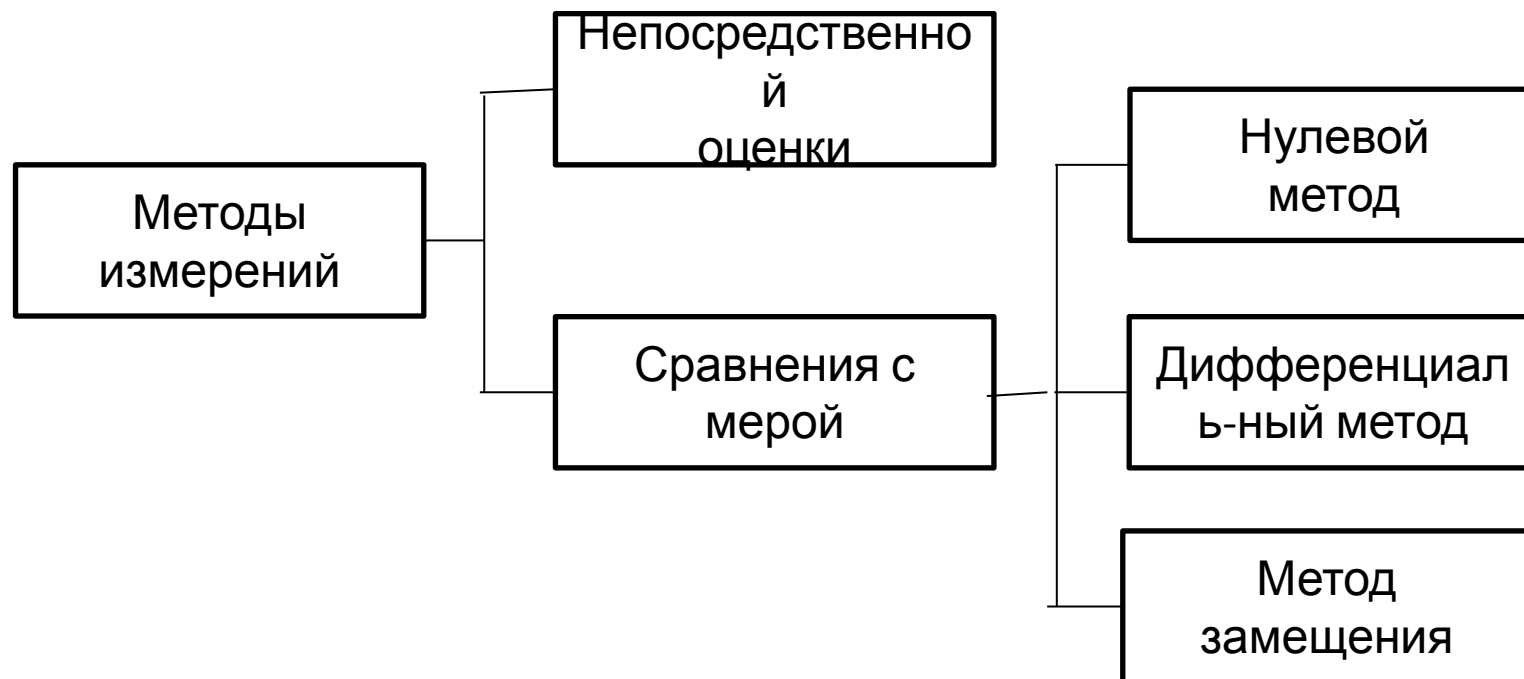 Методы
измерений
Непосредственно
й
оценки
Сравнения с
мерой
Нулевой
метод
Дифференциал
ь-ный метод
Метод
замещения